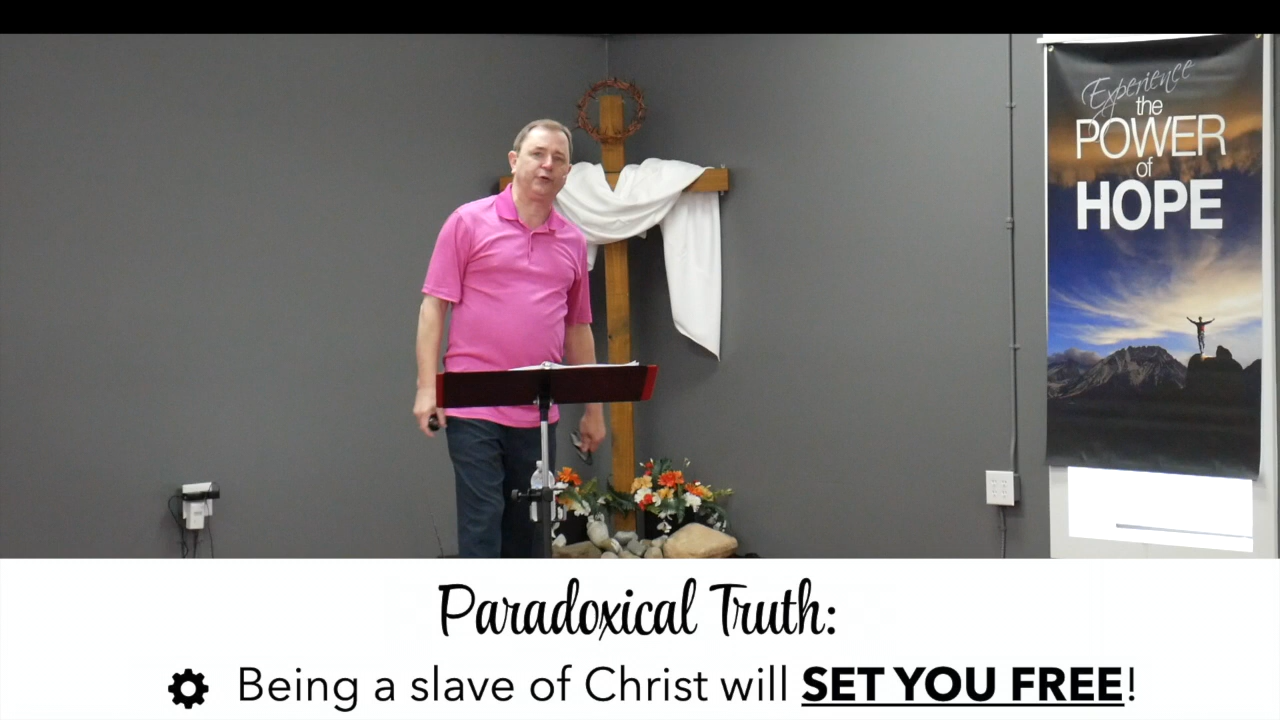 Experience
the
POWER
of
HOPE
Paradoxical Truth:
Being a slave of Christ will SET YOU FREE!